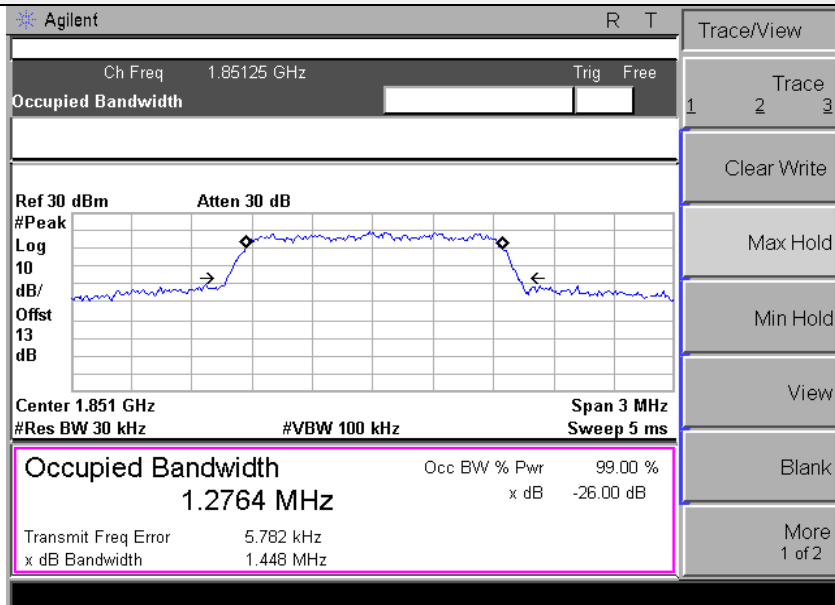 Agilent R T
Ch Freq 1.85125 GHz Trig Free
Occupied Bandwidth
Ref 30 dBm Atten 30 dB
#Peak
Log
10
dB/
Offst
13
dB
Center 1.851 GHz Span 3 MHz
#Res BW 30 kHz #VBW 100 kHz Sweep 5 ms
Occupied Bandwidth Occ BW % Pwr 99.00 %
1.2764 MHz x dB -26.00 dB
Transmit Freq Error 5.782 kHz
x dB Bandwidth 1.448 MHz
Trace/View
Trace
1 2 3
Clear Write
Max Hold
Min Hold
View
Blank
More
1 of 2